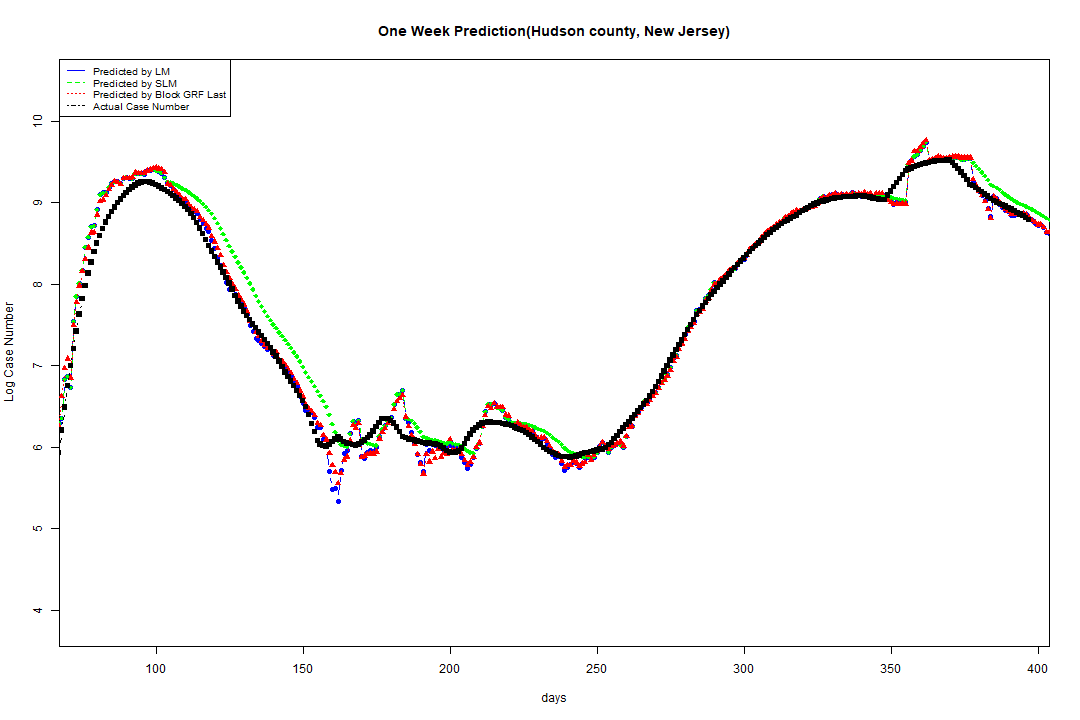 One Week Prediction(Hudson county, New Jersey)
Predicted by LM
Predicted by SLM
Predicted by Block GRF Last
Actual Case Number
10
9
8
7
6
5
4
Log Case Number
100 150 200 250 300 350 400
days